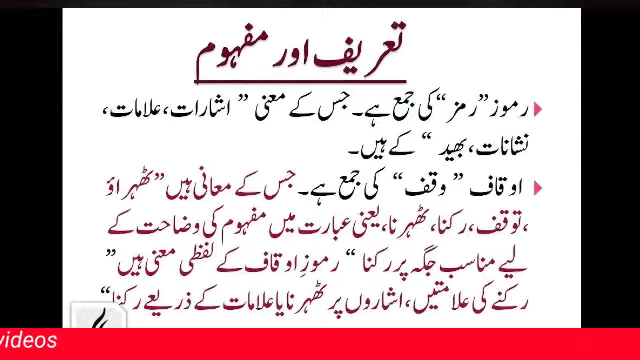 تعریف اور مفہوم
رموز ”رمز“ کی جمع ہے۔ جس کے معنی ” اشارات، علامات،
نشانات، بھید “ کے ہیں۔
اوقاف ” وقف “ کی جمع ہے۔ جس کے معانی ہیں ”ٹھہراؤ
،توقف، رکنا، ٹھہرنا، یعنی عبارت میں مفہوم کی وضاحت کے
لیے مناسب جگہ پر رکنا “ رموزِ اوقاف کے لفظی معنی ہیں ”
رکنے کی علامتیں، اشاروں پر ٹھہرنا یا علامات کے ذریعے رکنا“
videos